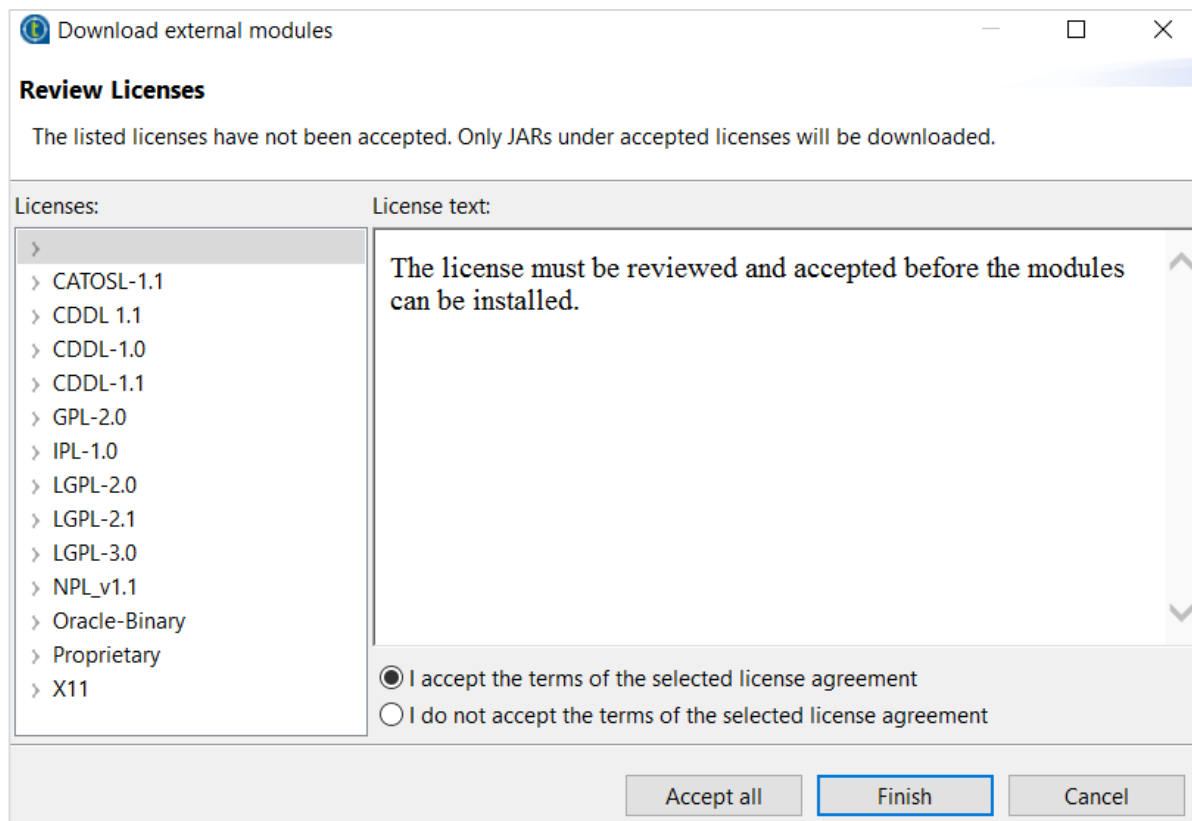 Download external modules
Review Licenses
The listed licenses have not been accepted. Only JARs under accepted licenses will be downloaded.
Licenses:
CATOSL-1.1
CDDL 1.1
CDDL-1.0
CDDL-1.1
GPL-2.0
IPL-1.0
LGPL-2.0
LGPL-2.1
LGPL-3.0
NPL_v1.1
Oracle-Binary
Proprietary
X11
License text:
The license must be reviewed and accepted before the modules
can be installed.
I accept the terms of the selected license agreement
I do not accept the terms of the selected license agreement
Accept all
Finish
Cancel